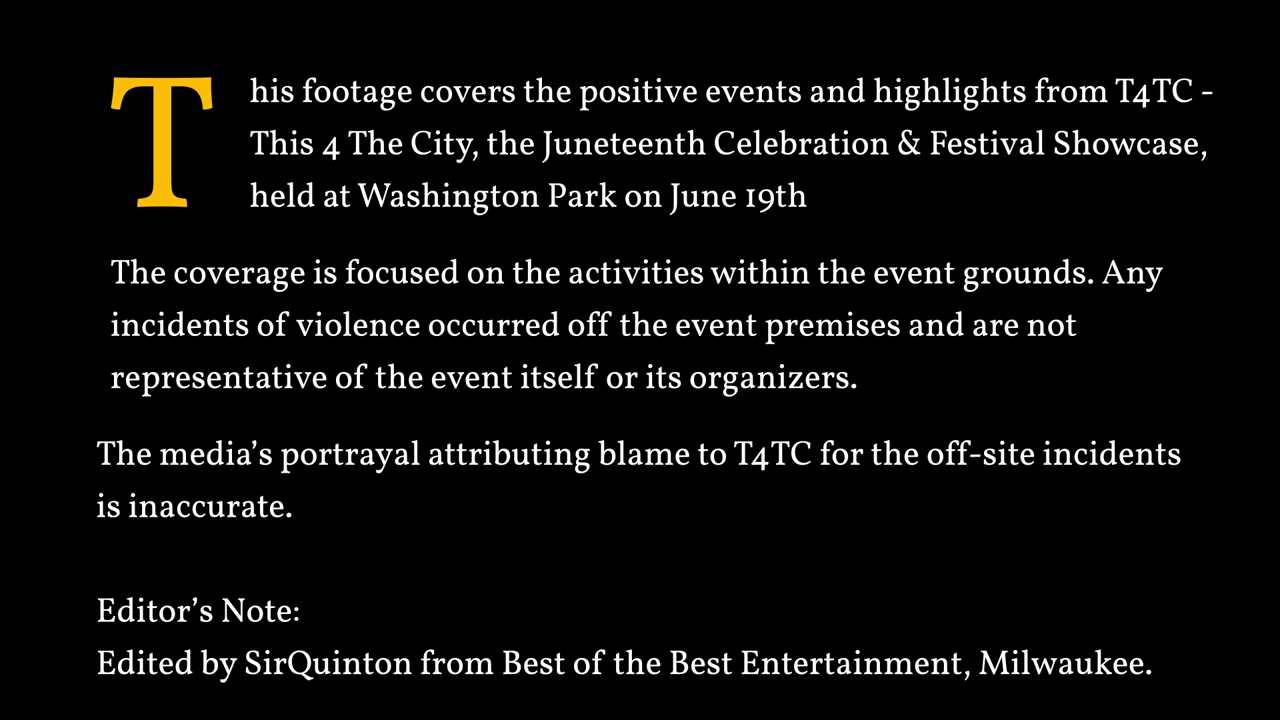 This footage covers the positive events and highlights from T4TC -
This 4 The City, the Juneteenth Celebration & Festival Showcase,
held at Washington Park on June 19th
The coverage is focused on the activities within the event grounds. Any
incidents of violence occurred off the event premises and are not
representative of the event itself or its organizers.
The media’s portrayal attributing blame to T4TC for the off-site incidents
is inaccurate.
Editor’s Note:
Edited by SirQuinton from Best of the Best Entertainment, Milwaukee.